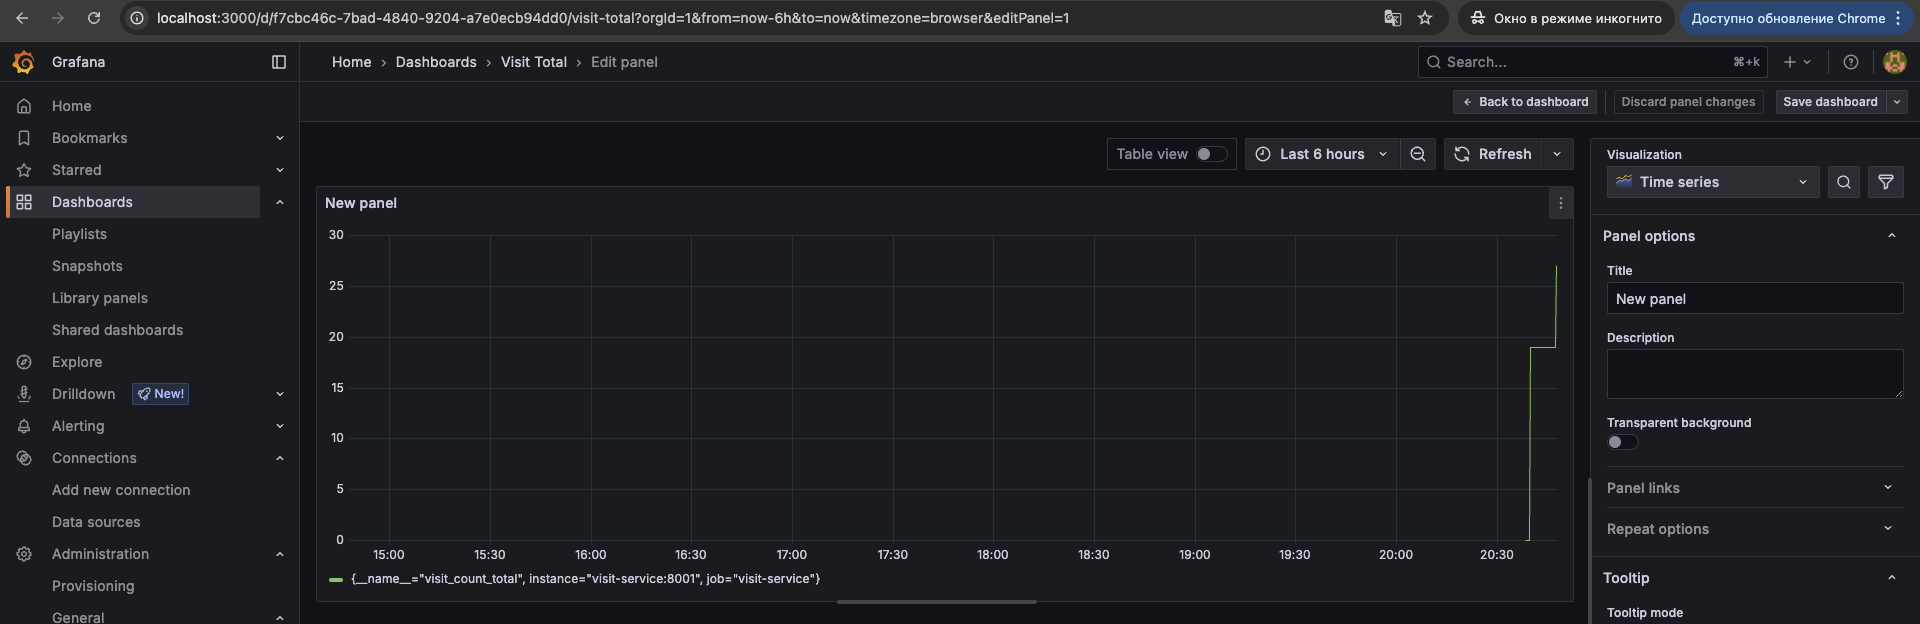 localhost:3000/d/f7cbc46c-7bad-4840-9204-a7e0ecb94dd0/visit-total?orgId=1&from=now-6h&to=now&timezone=browser&editPanel=1
Окно в режиме инкогнито
Доступно обновление Chrome
Grafana
Home › Dashboards › Visit Total › Edit panel
Search...
⌘+k
Back to dashboard
Discard panel changes
Save dashboard
Home
Bookmarks
Starred
Dashboards
Playlists
Snapshots
Library panels
Shared dashboards
Explore
Drilldown
New!
Alerting
Connections
Add new connection
Data sources
Administration
Provisioning
General
Table view
Last 6 hours
Refresh
New panel
30
25
20
15
10
5
0
15:00 15:30 16:00 16:30 17:00 17:30 18:00 18:30 19:00 19:30 20:00 20:30
{__name__="visit_count_total", instance="visit-service:8001", job="visit-service"}
Visualization
Time series
Panel options
Title
New panel
Description
Transparent background
Panel links
Repeat options
Tooltip
Tooltip mode